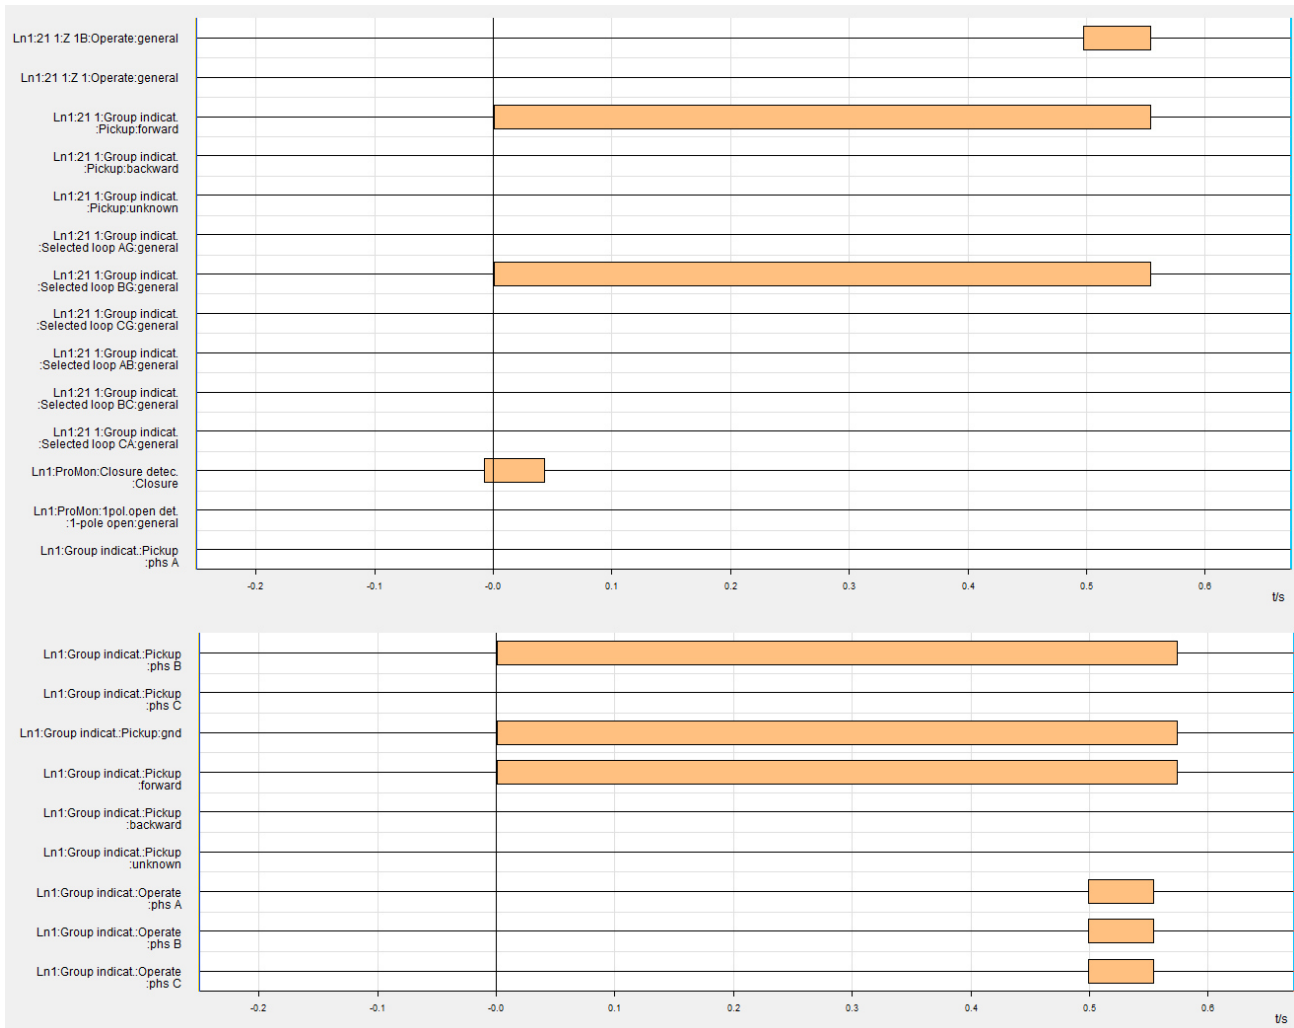 Ln1:21 1:Z 1B:Operate:general
Ln1:21 1:Z 1:Operate:general
Ln1:21 1:Group indicat.
:Pickup:forward
Ln1:21 1:Group indicat.
:Pickup:backward
Ln1:21 1:Group indicat.
:Pickup:unknown
Ln1:21 1:Group indicat.
:Selected loop AG:general
Ln1:21 1:Group indicat.
:Selected loop BG:general
Ln1:21 1:Group indicat.
:Selected loop CG:general
Ln1:21 1:Group indicat.
:Selected loop AB:general
Ln1:21 1:Group indicat.
:Selected loop BC:general
Ln1:21 1:Group indicat.
:Selected loop CA:general
Ln1:ProMon:Closure detec.
:Closure
Ln1:ProMon:1pol.open det.
:1-pole open:general
Ln1:Group indicat.:Pickup
:phs A
-0.2 -0.1 -0.0 0.1 0.2 0.3 0.4 0.5 0.6
t/s
Ln1:Group indicat.:Pickup
:phs B
Ln1:Group indicat.:Pickup
:phs C
Ln1:Group indicat.:Pickup:gnd
Ln1:Group indicat.:Pickup
:forward
Ln1:Group indicat.:Pickup
:backward
Ln1:Group indicat.:Pickup
:unknown
Ln1:Group indicat.:Operate
:phs A
Ln1:Group indicat.:Operate
:phs B
Ln1:Group indicat.:Operate
:phs C
-0.2 -0.1 -0.0 0.1 0.2 0.3 0.4 0.5 0.6
t/s